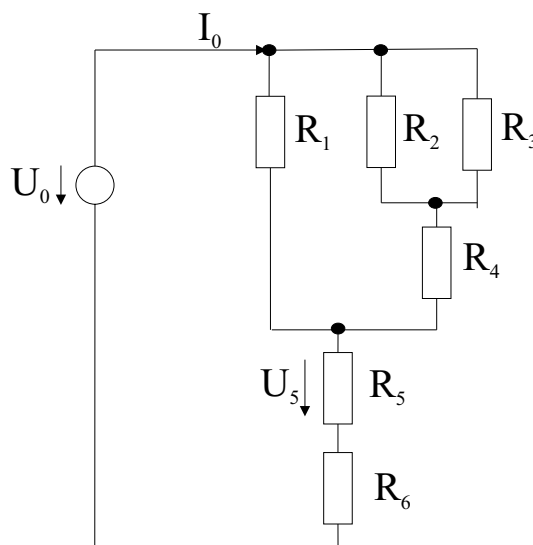 I₀
R₁ R₂ R₃
U₀
R₄
U₅ R₅
R₆